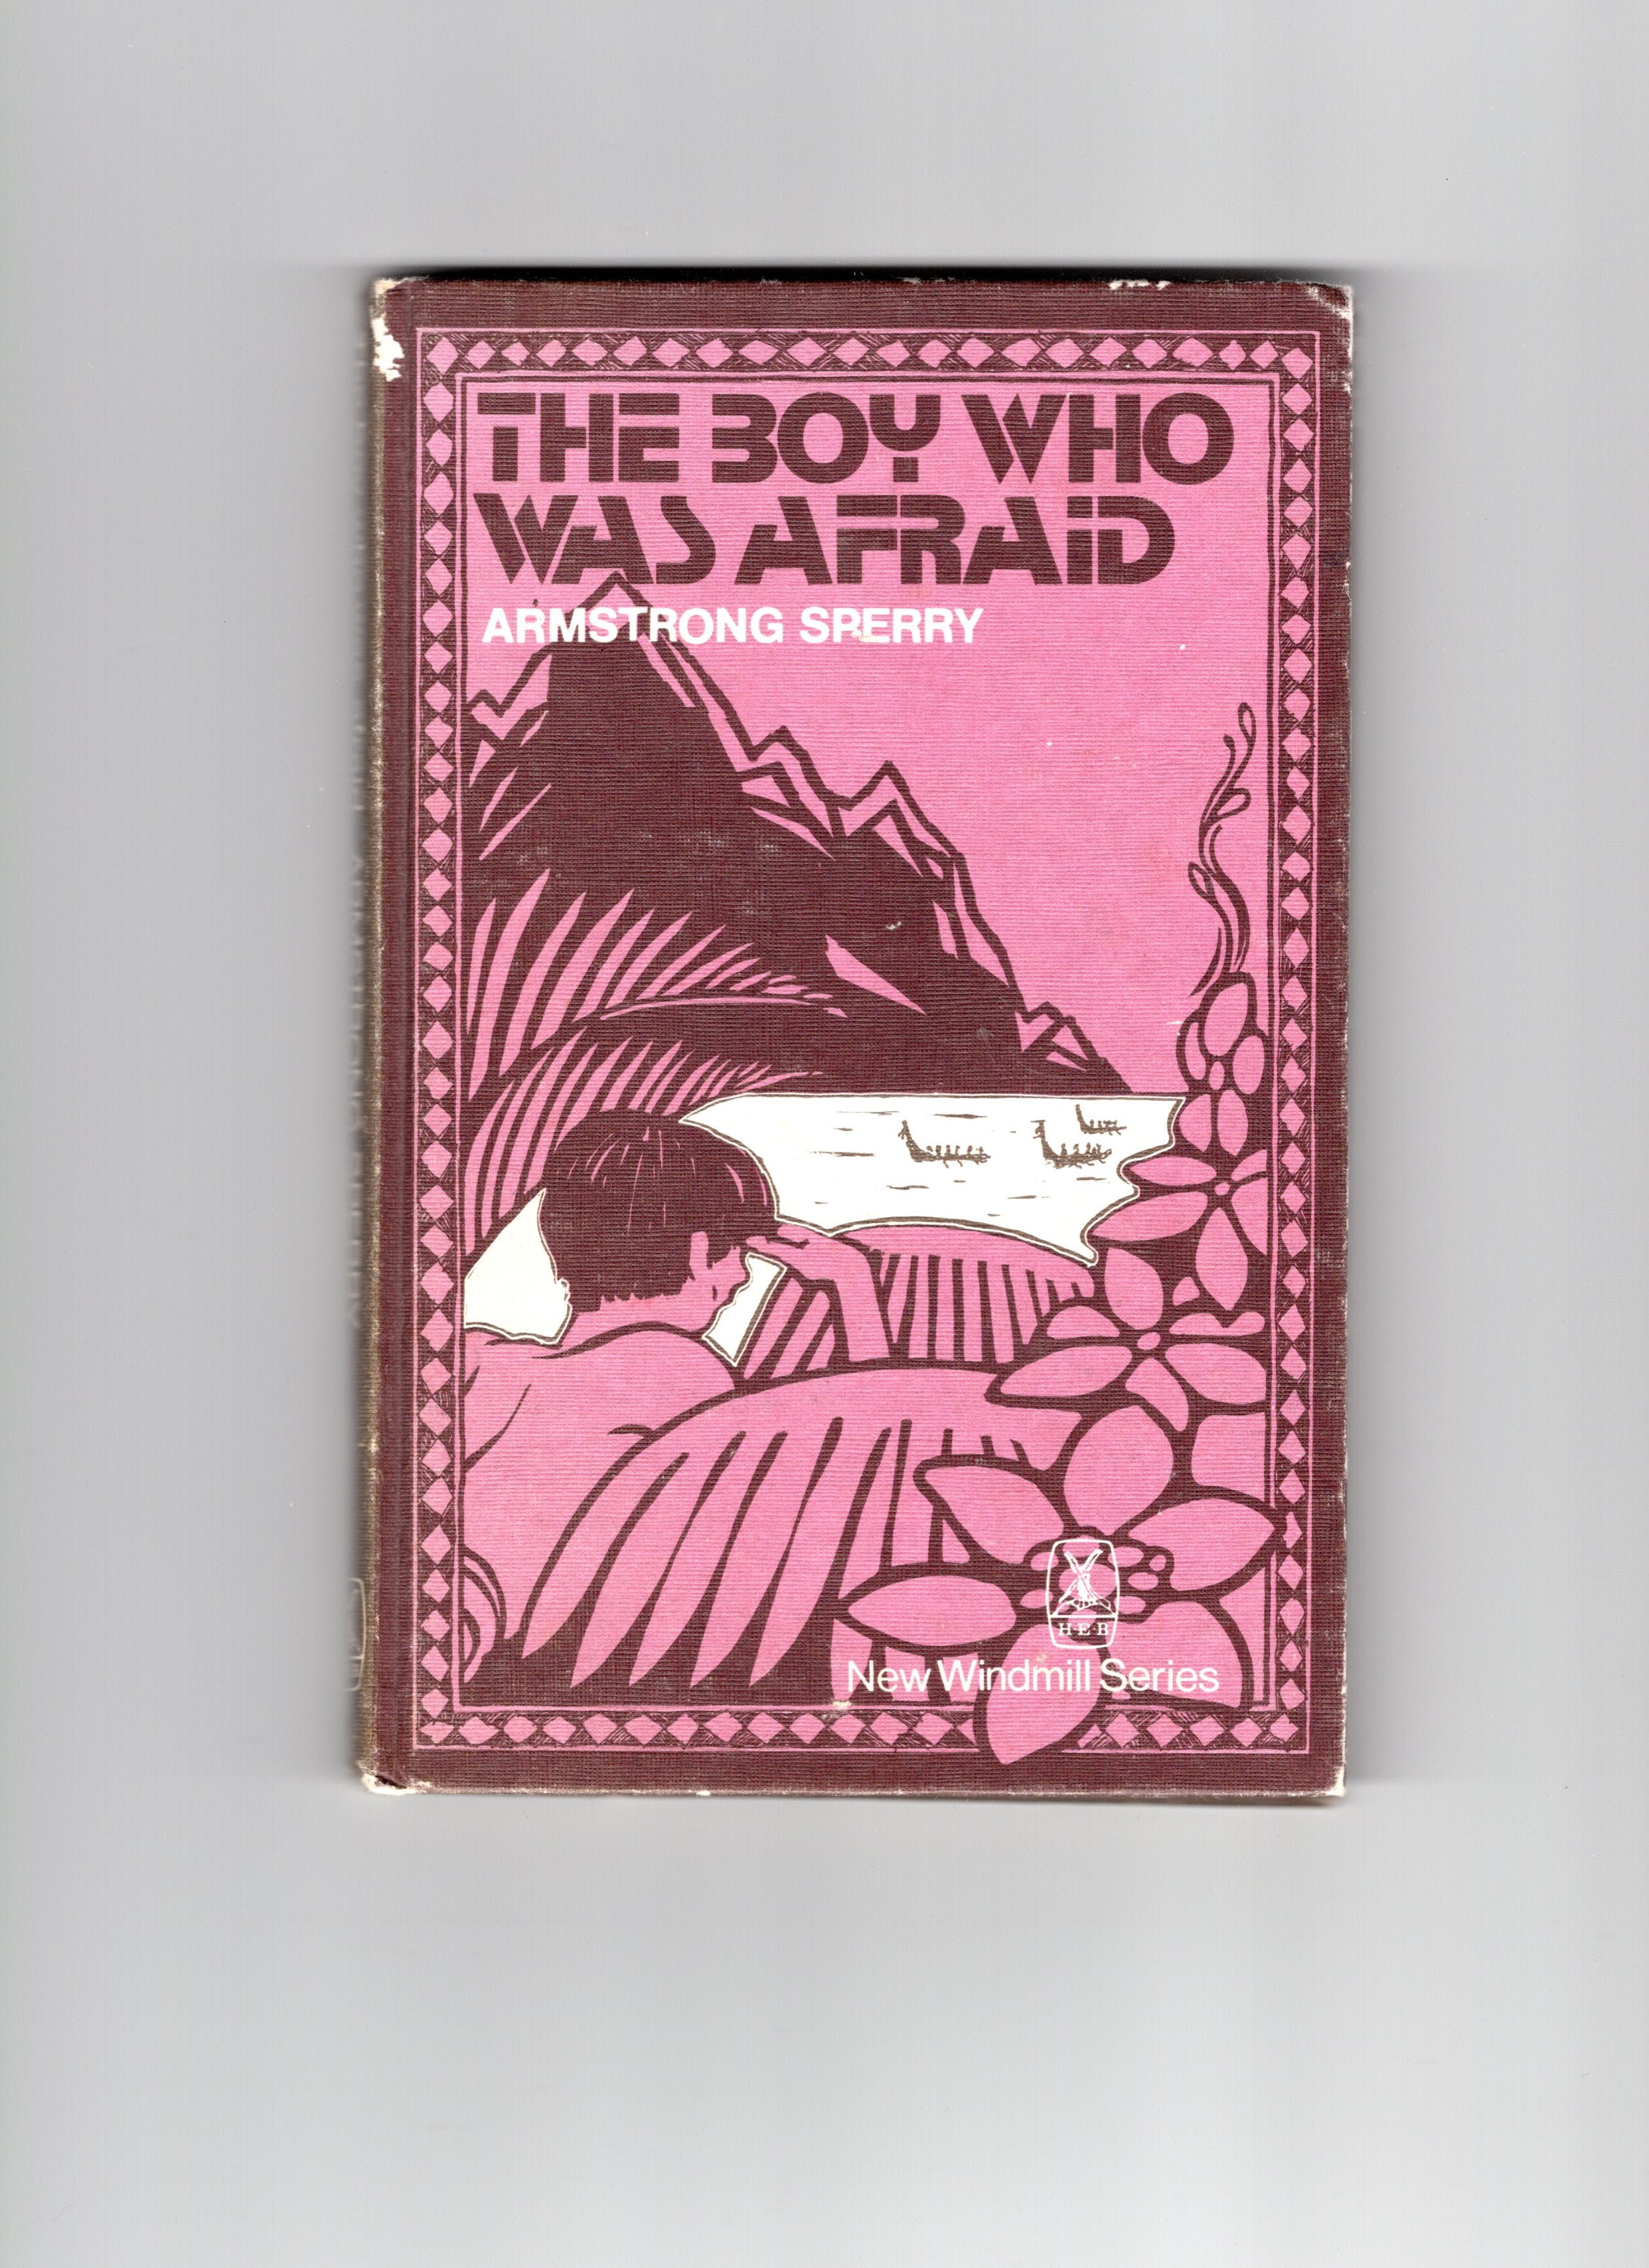 THE BOY WHO
WAS AFRAID
ARMSTRONG SPERRY
H·E·B
New Windmill Series